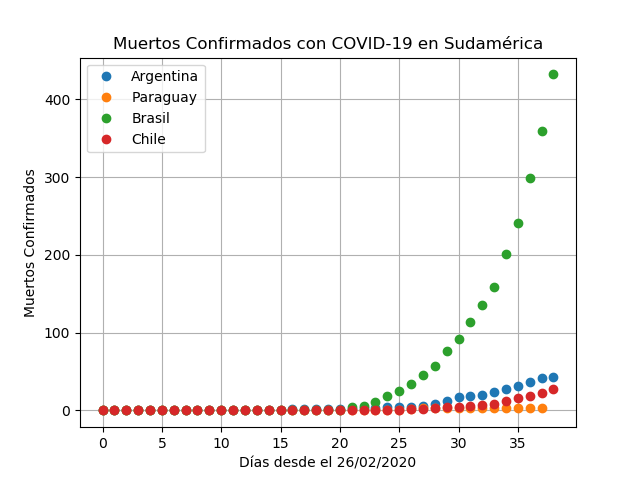 Muertos Confirmados con COVID-19 en Sudamérica
Argentina
Paraguay
Brasil
Chile
Muertos Confirmados
400
300
200
100
0
0 5 10 15 20 25 30 35
Días desde el 26/02/2020